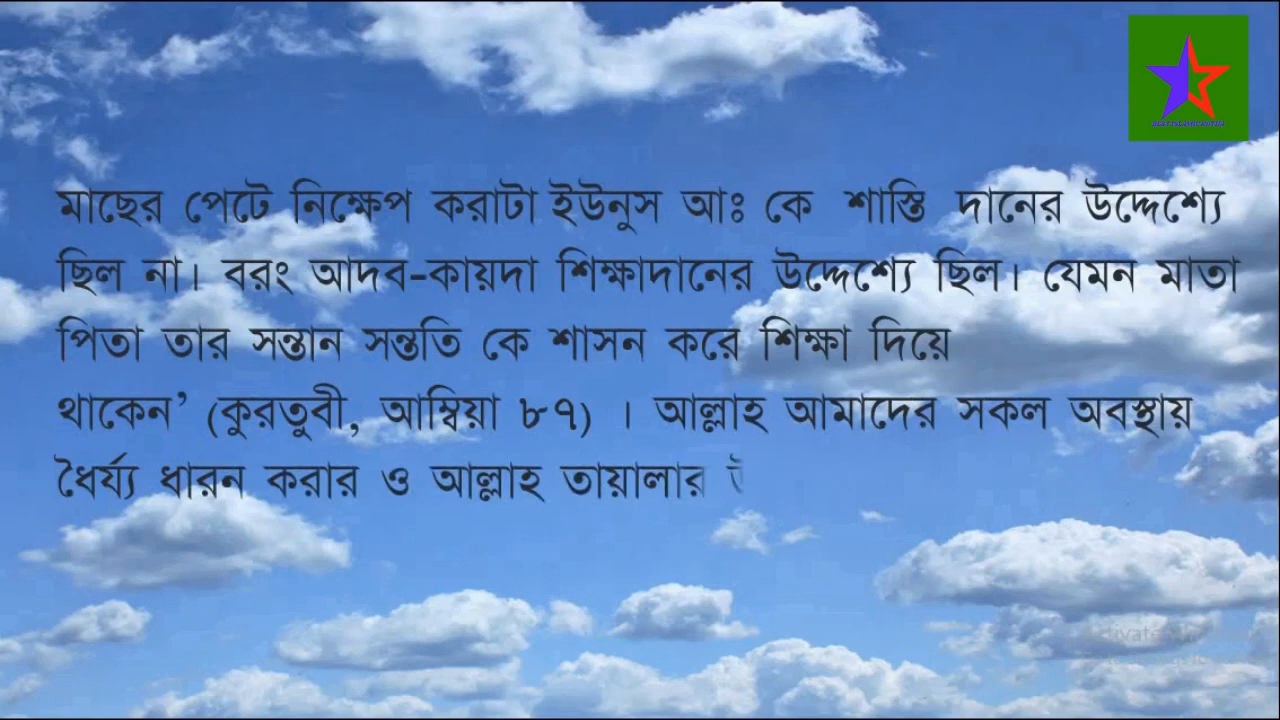 মাছের পেটে নিক্ষেপ করাটা ইউনুস আঃ কে শাস্তি দানের উদ্দেশ্যে
ছিল না। বরং আদব-কায়দা শিক্ষাদানের উদ্দেশ্যে ছিল। যেমন মাতা
পিতা তার সন্তান সন্ততি কে শাসন করে শিক্ষা দিয়ে
থাকেন’ (কুরতুবী, আম্বিয়া ৮৭) । আল্লাহ আমাদের সকল অবস্থায়
ধৈর্য্য ধারন করার ও আল্লাহ তায়ালার